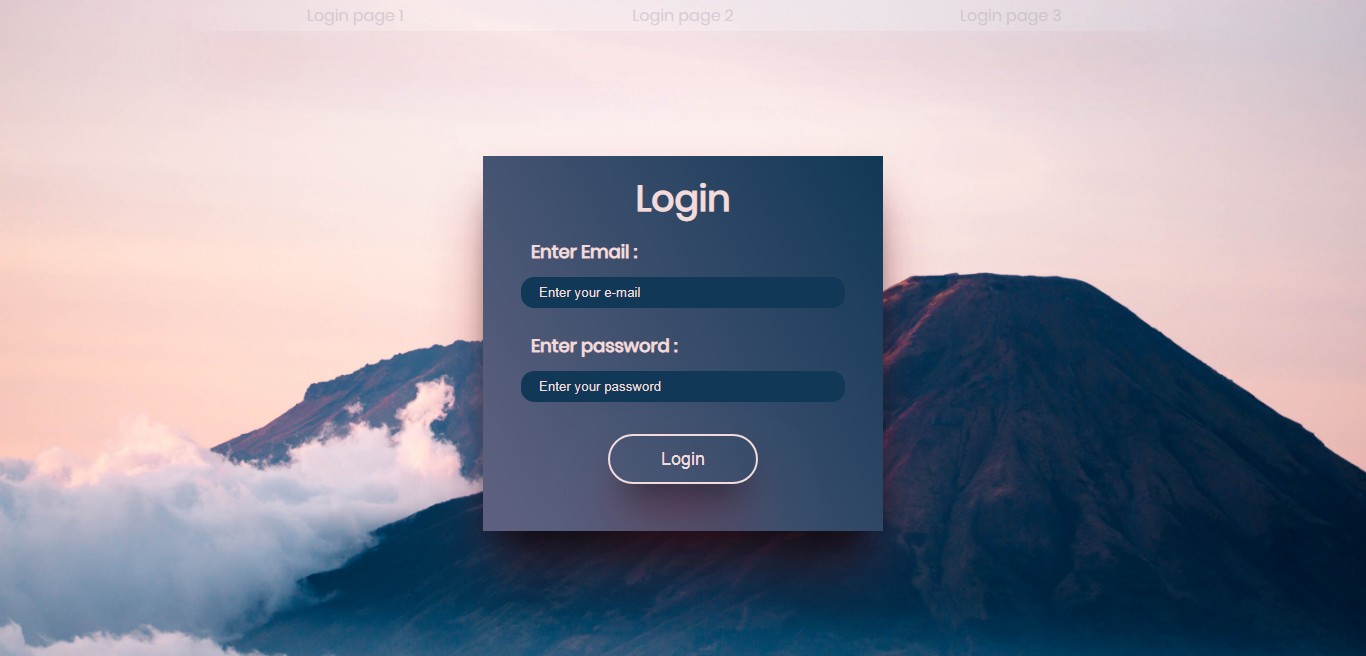 Login page 1 Login page 2 Login page 3
Login
Enter Email :
Enter your e-mail
Enter password :
Enter your password
Login